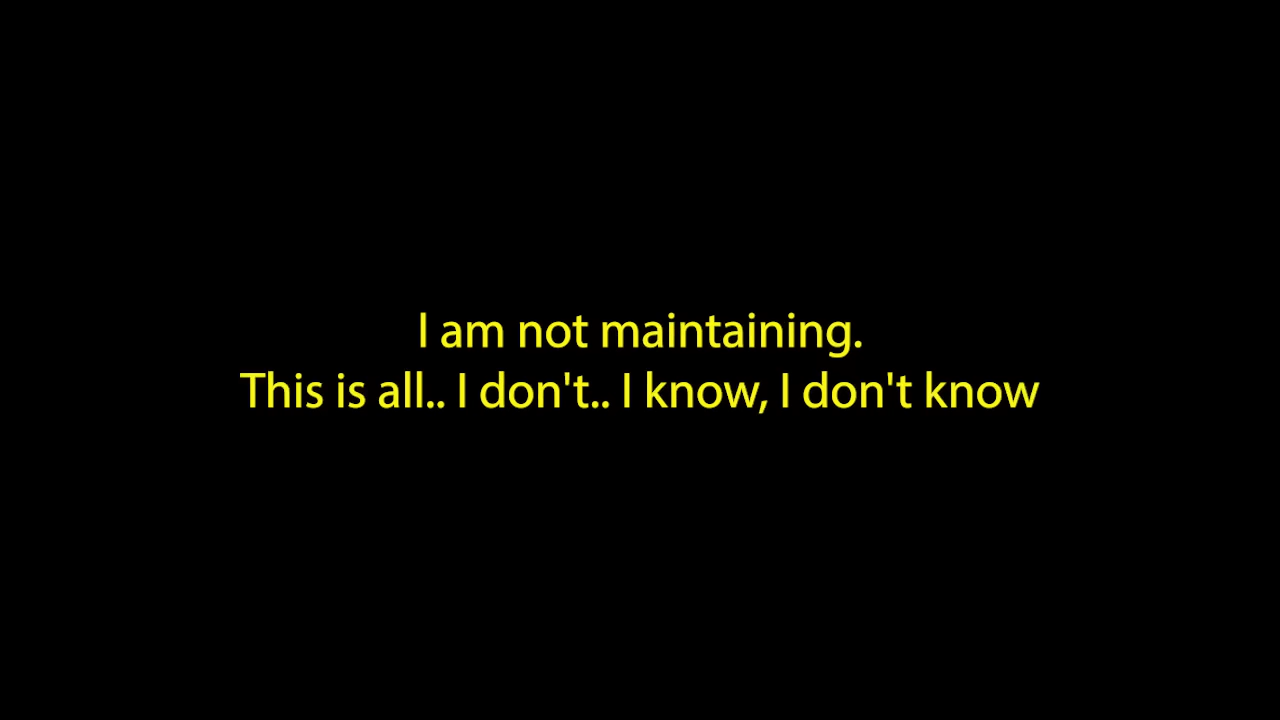 I am not maintaining.
This is all.. I don't.. I know, I don't know